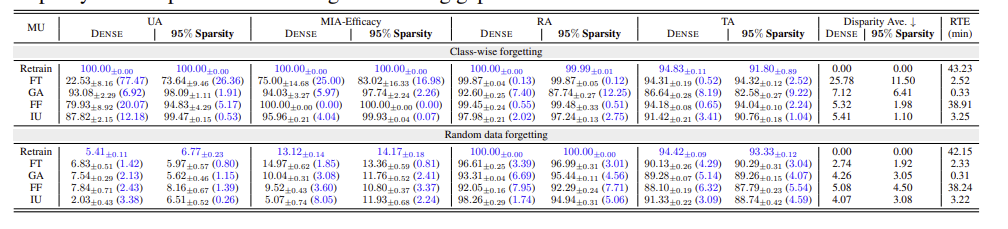 MU UA MIA-Efficacy RA TA Disparity Ave. ↓ RTE
DENSE 95% Sparsity DENSE 95% Sparsity DENSE 95% Sparsity DENSE 95% Sparsity DENSE 95% Sparsity (min)
Class-wise forgetting
Retrain 100.00±0.00 100.00±0.00 100.00±0.00 100.00±0.00 100.00±0.00 99.99±0.01 94.83±0.11 91.80±0.89 0.00 0.00 43.23
FT 22.53±8.16 (77.47) 73.64±9.46 (26.36) 75.00±14.68 (25.00) 83.02±16.33 (16.98) 99.87±0.04 (0.13) 99.87±0.05 (0.12) 94.31±0.19 (0.52) 94.32±0.12 (2.52) 25.78 11.50 2.52
GA 93.08±2.29 (6.92) 98.09±1.11 (1.91) 94.03±3.27 (5.97) 97.74±2.24 (2.26) 92.60±0.25 (7.40) 87.74±0.27 (12.25) 86.64±0.28 (8.19) 82.58±0.27 (9.22) 7.12 6.41 0.33
FF 79.93±8.92 (20.07) 94.83±4.29 (5.17) 100.00±0.00 (0.00) 100.00±0.00 (0.00) 99.45±0.24 (0.55) 99.48±0.33 (0.51) 94.18±0.08 (0.65) 94.04±0.10 (2.24) 5.32 1.98 38.91
IU 87.82±2.15 (12.18) 99.47±0.15 (0.53) 95.96±0.21 (4.04) 99.93±0.04 (0.07) 97.98±0.21 (2.02) 97.24±0.13 (2.75) 91.42±0.21 (3.41) 90.76±0.18 (1.04) 5.41 1.10 3.25
Random data forgetting
Retrain 5.41±0.11 6.77±0.23 13.12±0.14 14.17±0.18 100.00±0.00 100.00±0.00 94.42±0.09 93.33±0.12 0.00 0.00 42.15
FT 6.83±0.51 (1.42) 5.97±0.57 (0.80) 14.97±0.62 (1.85) 13.36±0.59 (0.81) 96.61±0.25 (3.39) 96.99±0.31 (3.01) 90.13±0.26 (4.29) 90.29±0.31 (3.04) 2.74 1.92 2.33
GA 7.54±0.29 (2.13) 5.62±0.46 (1.15) 10.04±0.31 (3.08) 11.76±0.52 (2.41) 93.31±0.04 (6.69) 95.44±0.11 (4.56) 89.28±0.07 (5.14) 89.26±0.15 (4.07) 4.26 3.05 0.31
FF 7.84±0.71 (2.43) 8.16±0.67 (1.39) 9.52±0.43 (3.60) 10.80±0.37 (3.37) 92.05±0.16 (7.95) 92.29±0.24 (7.71) 88.10±0.19 (6.32) 87.79±0.23 (5.54) 5.08 4.50 38.24
IU 2.03±0.43 (3.38) 6.51±0.52 (0.26) 5.07±0.74 (8.05) 11.93±0.68 (2.24) 98.26±0.29 (1.74) 94.94±0.31 (5.06) 91.33±0.22 (3.09) 88.74±0.42 (4.59) 4.07 3.08 3.22